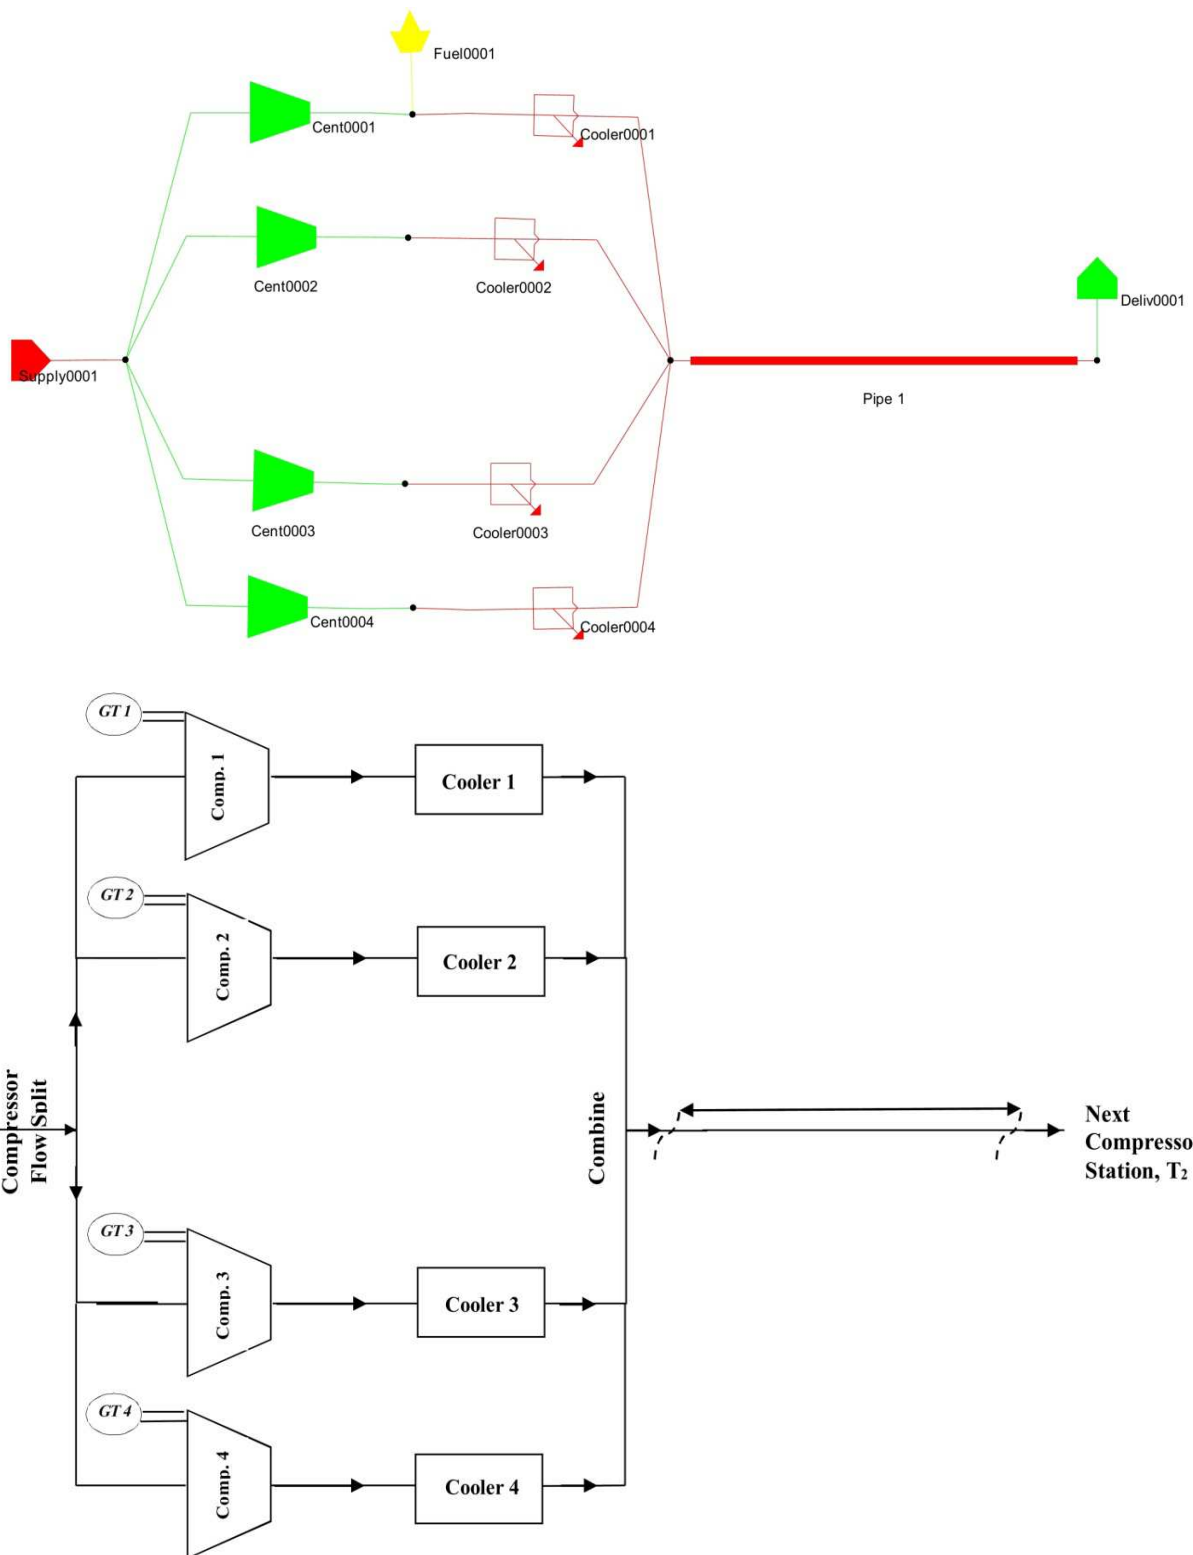 Fuel0001
Cent0001
Cooler0001
Cent0002
Cooler0002
Deliv0001
Supply0001
Pipe 1
Cent0003
Cooler0003
Cent0004
Cooler0004
GT 1
Comp. 1
Cooler 1
GT 2
Comp. 2
Cooler 2
Compressor
Flow Split
Combine
Next
Compresso
Station, T2
GT 3
Comp. 3
Cooler 3
GT 4
Comp. 4
Cooler 4